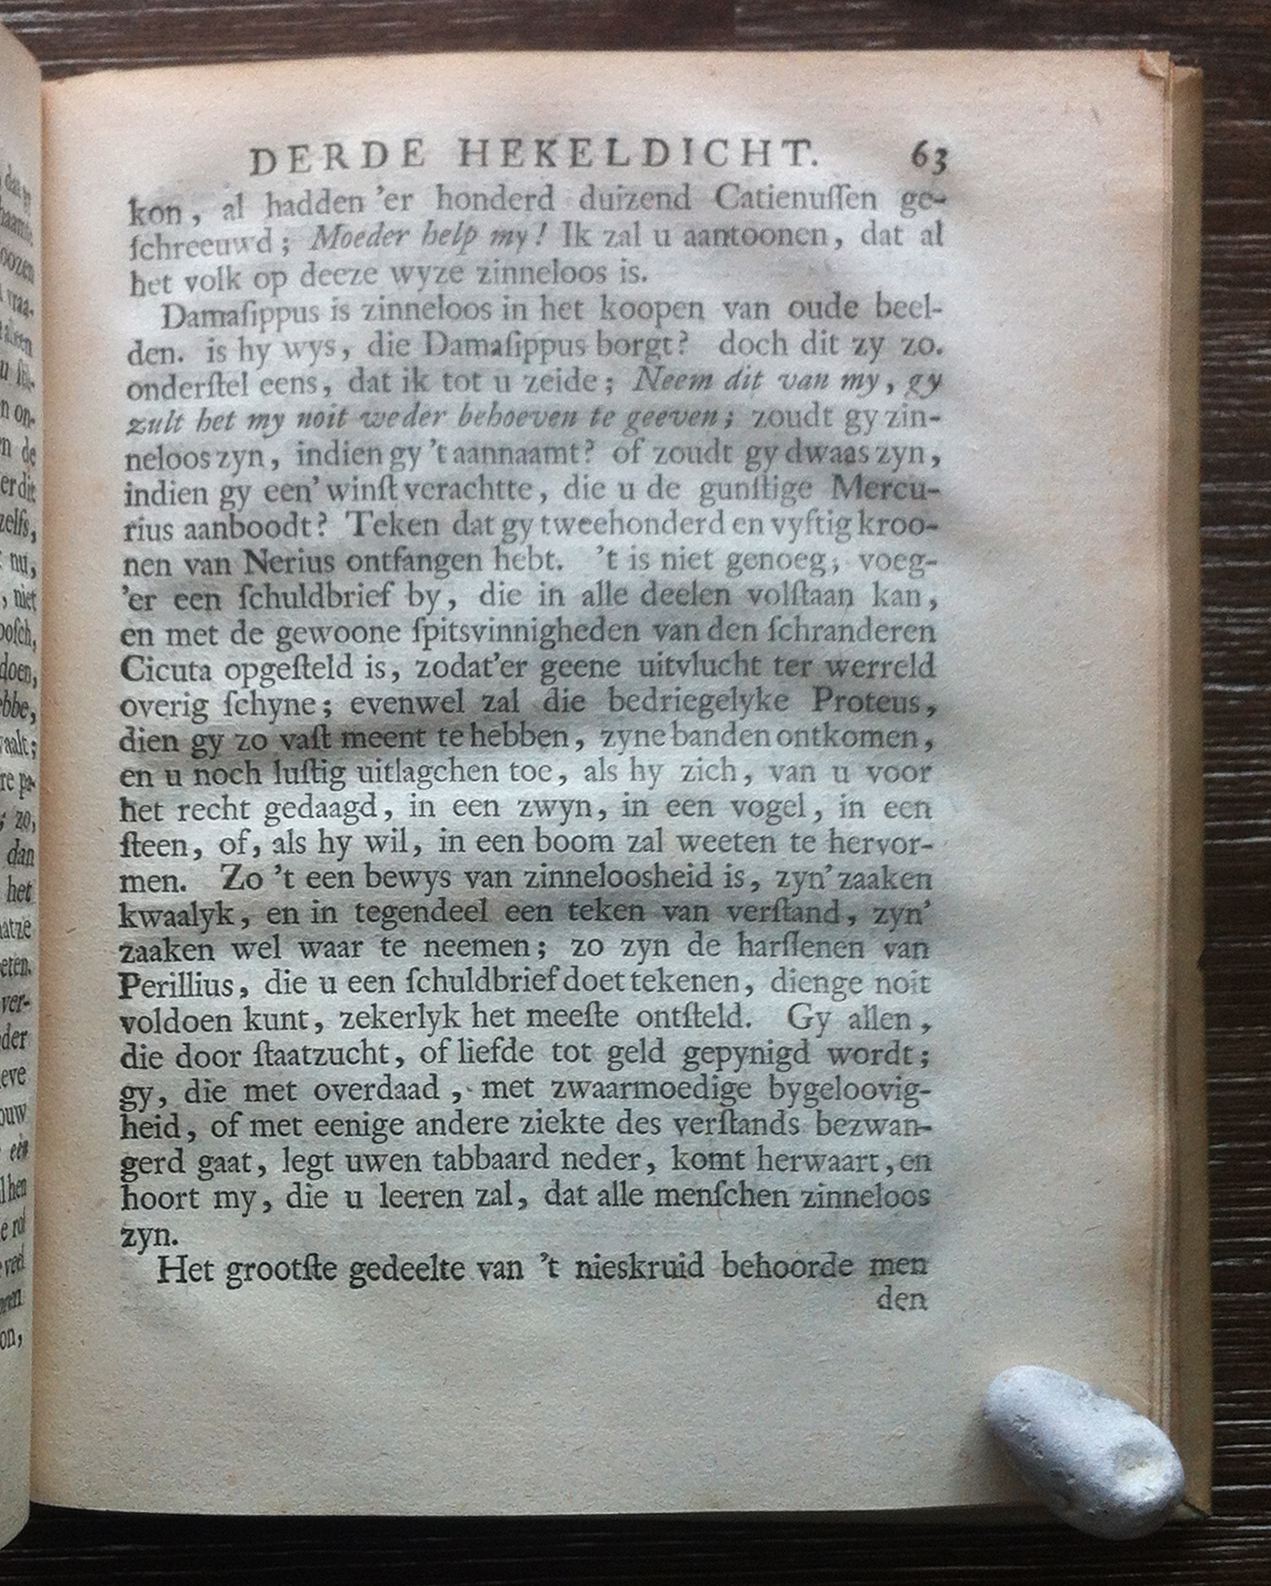 DERDE HEKELDICHT. 63
kon, al hadden 'er honderd duizend Catienuſſen ge-
ſchreeuwd; Moeder help my! Ik zal u aantoonen, dat al
het volk op deeze wyze zinneloos is.
Damaſippus is zinneloos in het koopen van oude beel-
den. is hy wys, die Damaſippus borgt? doch dit zy zo.
onderſtel eens, dat ik tot u zeide; Neem dit van my, gy
zult het my noit weder behoeven te geeven; zoudt gy zin-
neloos zyn, indien gy 't aannaamt? of zoudt gy dwaas zyn,
indien gy een' winſt verachtte, die u de gunſtige Mercu-
rius aanboodt? Teken dat gy tweehonderd en vyftig kroo-
nen van Nerius ontfangen hebt. 't is niet genoeg, voeg-
'er een ſchuldbrief by, die in alle deelen volſtaan kan,
en met de gewoone ſpitsvinnigheden van den ſchranderen
Cicuta opgeſteld is, zodat'er geene uitvlucht ter werreld
overig ſchyne; evenwel zal die bedriegelyke Proteus,
dien gy zo vaſt meent te hebben, zyne banden ontkomen,
en u noch luſtig uitlagchen toe, als hy zich, van u voor
het recht gedaagd, in een zwyn, in een vogel, in een
ſteen, of, als hy wil, in een boom zal weeten te hervor-
men. Zo 't een bewys van zinneloosheid is, zyn' zaaken
kwaalyk, en in tegendeel een teken van verſtand, zyn'
zaaken wel waar te neemen; zo zyn de harſſenen van
Perillius, die u een ſchuldbrief doet tekenen, dienge noit
voldoen kunt, zekerlyk het meeſte ontſteld. Gy allen,
die door ſtaatzucht, of liefde tot geld gepynigd wordt;
gy, die met overdaad, met zwaarmoedige bygeloovig-
heid, of met eenige andere ziekte des verſtands bezwan-
gerd gaat, legt uwen tabbaard neder, komt herwaart, en
hoort my, die u leeren zal, dat alle menſchen zinneloos
zyn.
Het grootſte gedeelte van 't nieskruid behoorde men
den